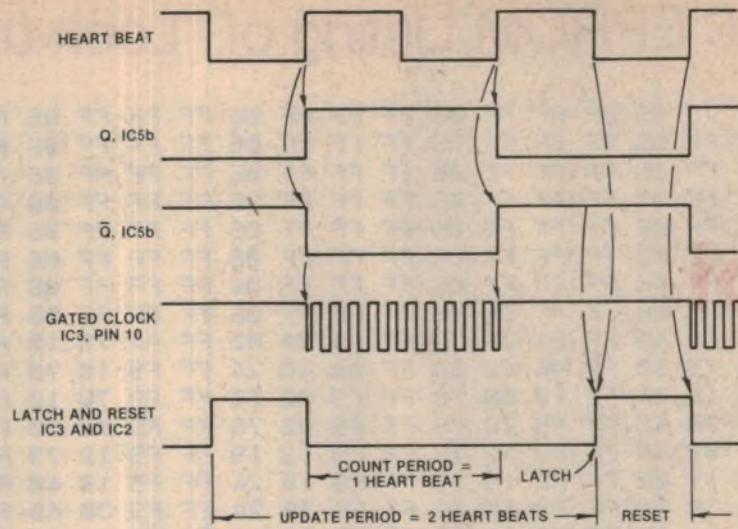 HEART BEAT
Q, IC5b
Q̄, IC5b
GATED CLOCK
IC3, PIN 10
LATCH AND RESET
IC3 AND IC2
COUNT PERIOD =
1 HEART BEAT
LATCH
UPDATE PERIOD = 2 HEART BEATS
RESET